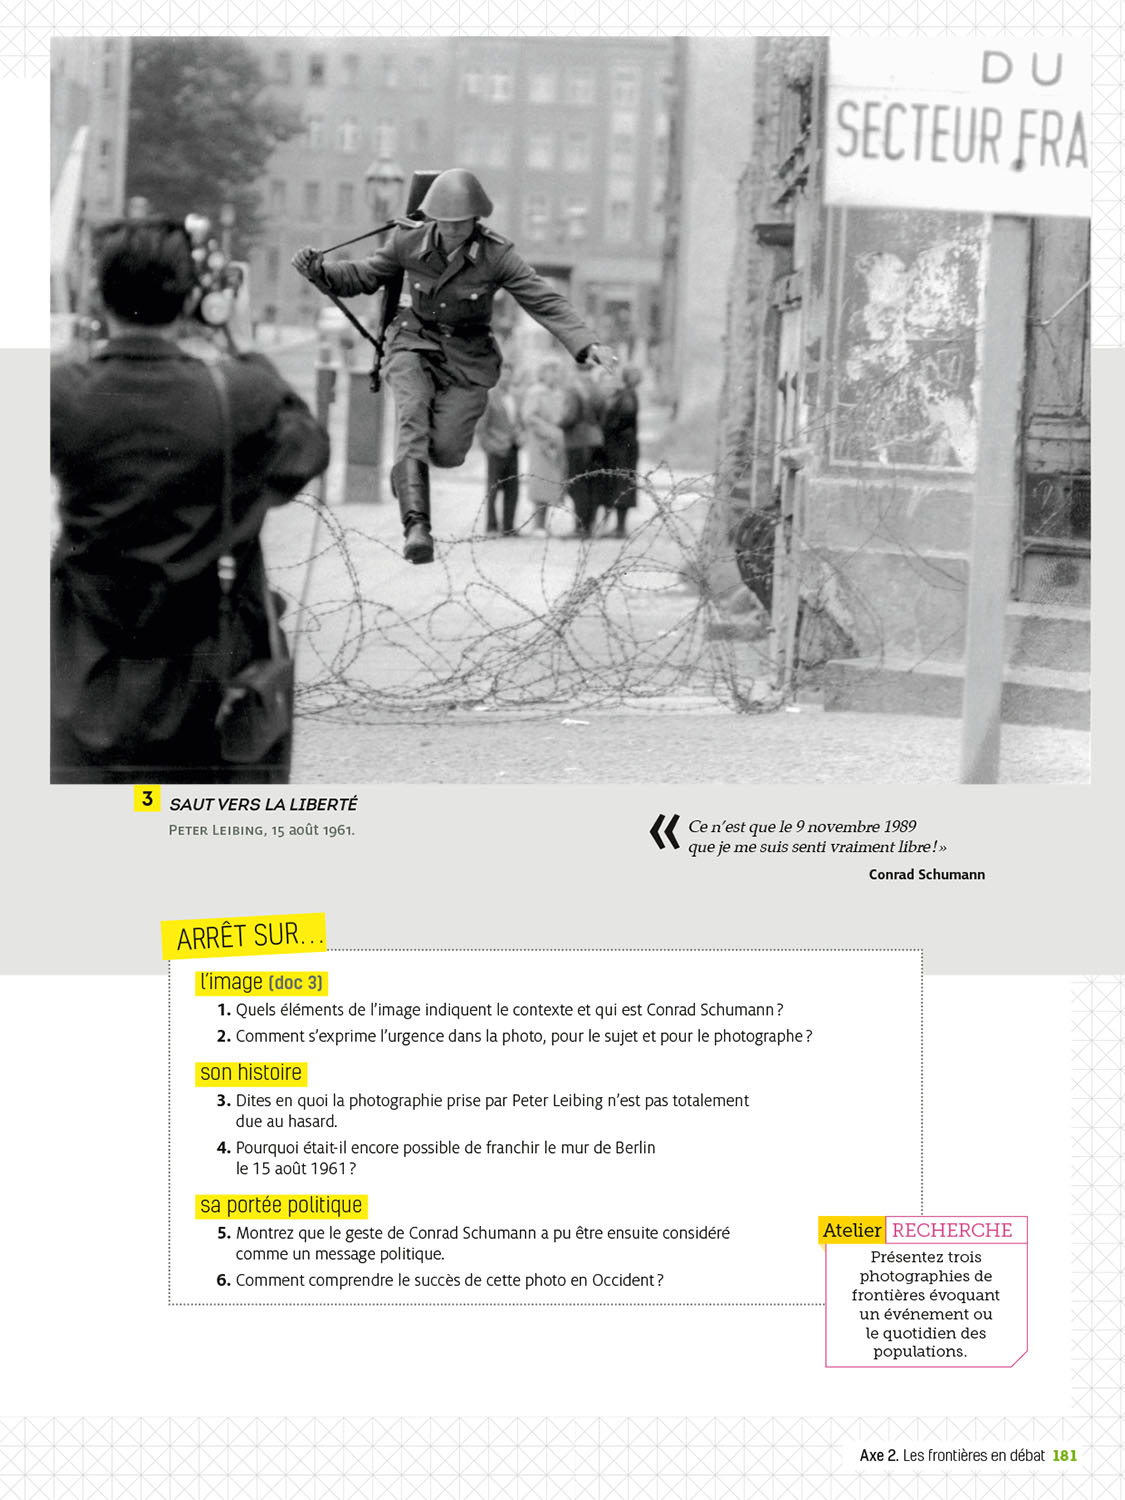 DU
SECTEUR FRA
3 SAUT VERS LA LIBERTÉ
PETER LEIBING, 15 août 1961.
« Ce n’est que le 9 novembre 1989
que je me suis senti vraiment libre ! »
Conrad Schumann
ARRÊT SUR...
l’image (doc 3)
1. Quels éléments de l’image indiquent le contexte et qui est Conrad Schumann ?
2. Comment s’exprime l’urgence dans la photo, pour le sujet et pour le photographe ?
son histoire
3. Dites en quoi la photographie prise par Peter Leibing n’est pas totalement
due au hasard.
4. Pourquoi était-il encore possible de franchir le mur de Berlin
le 15 août 1961 ?
sa portée politique
5. Montrez que le geste de Conrad Schumann a pu être ensuite considéré
comme un message politique.
6. Comment comprendre le succès de cette photo en Occident ?
Atelier RECHERCHE
Présentez trois
photographies de
frontières évoquant
un événement ou
le quotidien des
populations.
Axe 2. Les frontières en débat 181